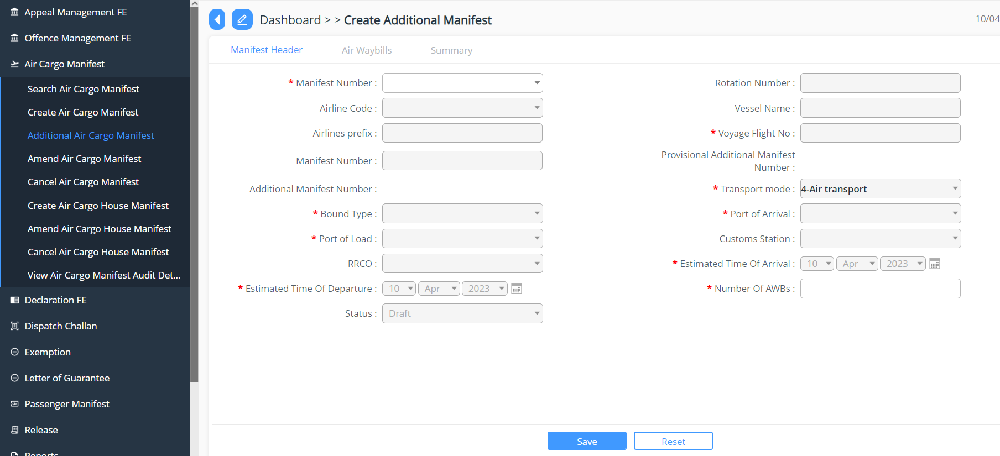 Appeal Management FE
Offence Management FE
Air Cargo Manifest
Search Air Cargo Manifest
Create Air Cargo Manifest
Additional Air Cargo Manifest
Amend Air Cargo Manifest
Cancel Air Cargo Manifest
Create Air Cargo House Manifest
Amend Air Cargo House Manifest
Cancel Air Cargo House Manifest
View Air Cargo Manifest Audit Det...
Declaration FE
Dispatch Challan
Exemption
Letter of Guarantee
Passenger Manifest
Release
Reports
Dashboard > > Create Additional Manifest
10/04
Manifest Header Air Waybills Summary
* Manifest Number :
Rotation Number :
Airline Code :
Vessel Name :
Airlines prefix :
* Voyage Flight No :
Manifest Number :
Provisional Additional Manifest
Number :
Additional Manifest Number :
* Transport mode : 4-Air transport
* Bound Type :
* Port of Arrival :
* Port of Load :
Customs Station :
RRCO :
* Estimated Time Of Arrival : 10 Apr 2023
* Estimated Time Of Departure : 10 Apr 2023
* Number Of AWBs :
Status : Draft
Save Reset